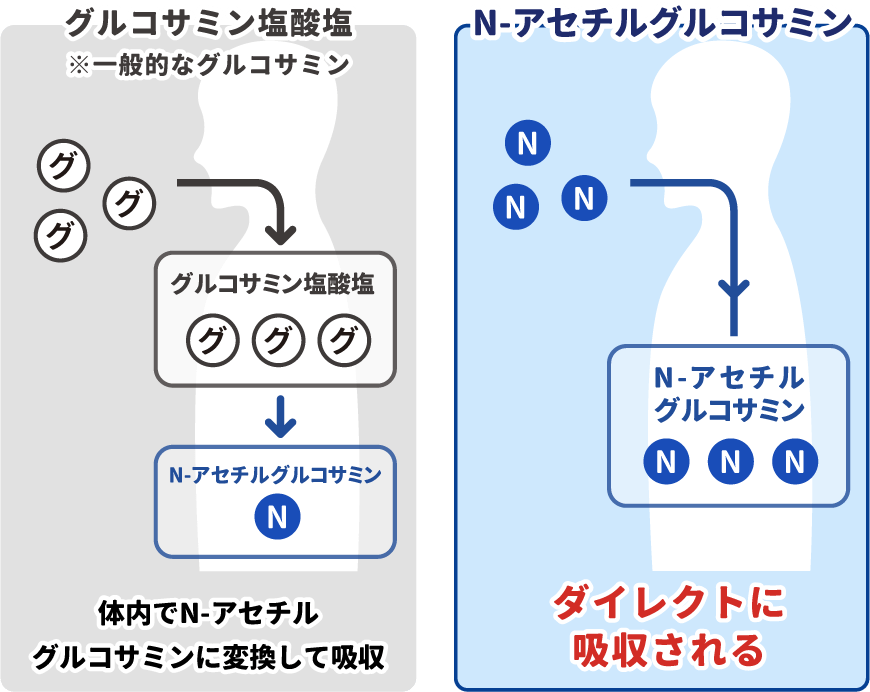 グルコサミン塩酸塩
※一般的なグルコサミン
グ
グ
グ
グルコサミン塩酸塩
グ グ グ
N-アセチルグルコサミン
N
体内でN-アセチル
グルコサミンに変換して吸収
N-アセチルグルコサミン
N
N
N
N-アセチル
グルコサミン
N N N
ダイレクトに
吸収される